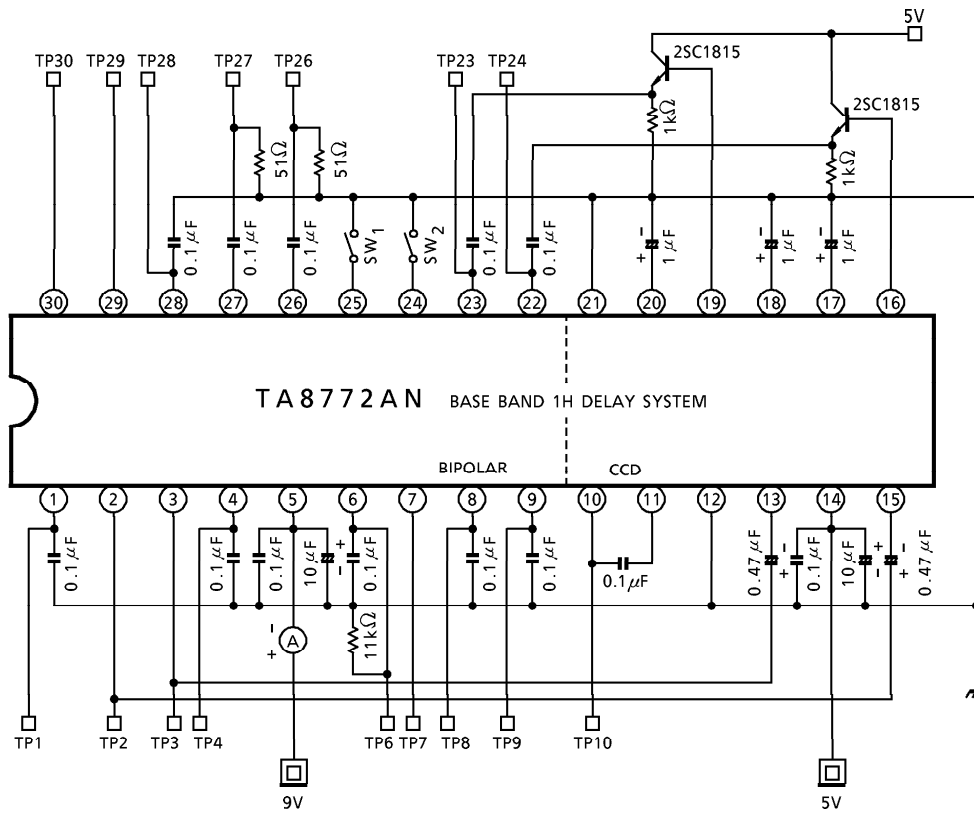 5V
TP30 TP29 TP28 TP27 TP26 TP23 TP24
2SC1815
2SC1815
1kΩ
1kΩ
51Ω
51Ω
0.1μF
0.1μF
0.1μF
SW1
SW2
0.1μF
0.1μF
- + 1μF
- + 1μF
- + 1μF
30 29 28 27 26 25 24 23 22 21 20 19 18 17 16
TA8772AN BASE BAND 1H DELAY SYSTEM
BIPOLAR CCD
1 2 3 4 5 6 7 8 9 10 11 12 13 14 15
0.1μF
0.1μF
0.1μF
10μF
+ -
0.1μF
0.1μF
0.1μF
0.1μF
0.47μF
- +
0.1μF
10μF
+ -
- +
0.47μF
11kΩ
- + A
TP1 TP2 TP3 TP4 TP6 TP7 TP8 TP9 TP10
9V 5V